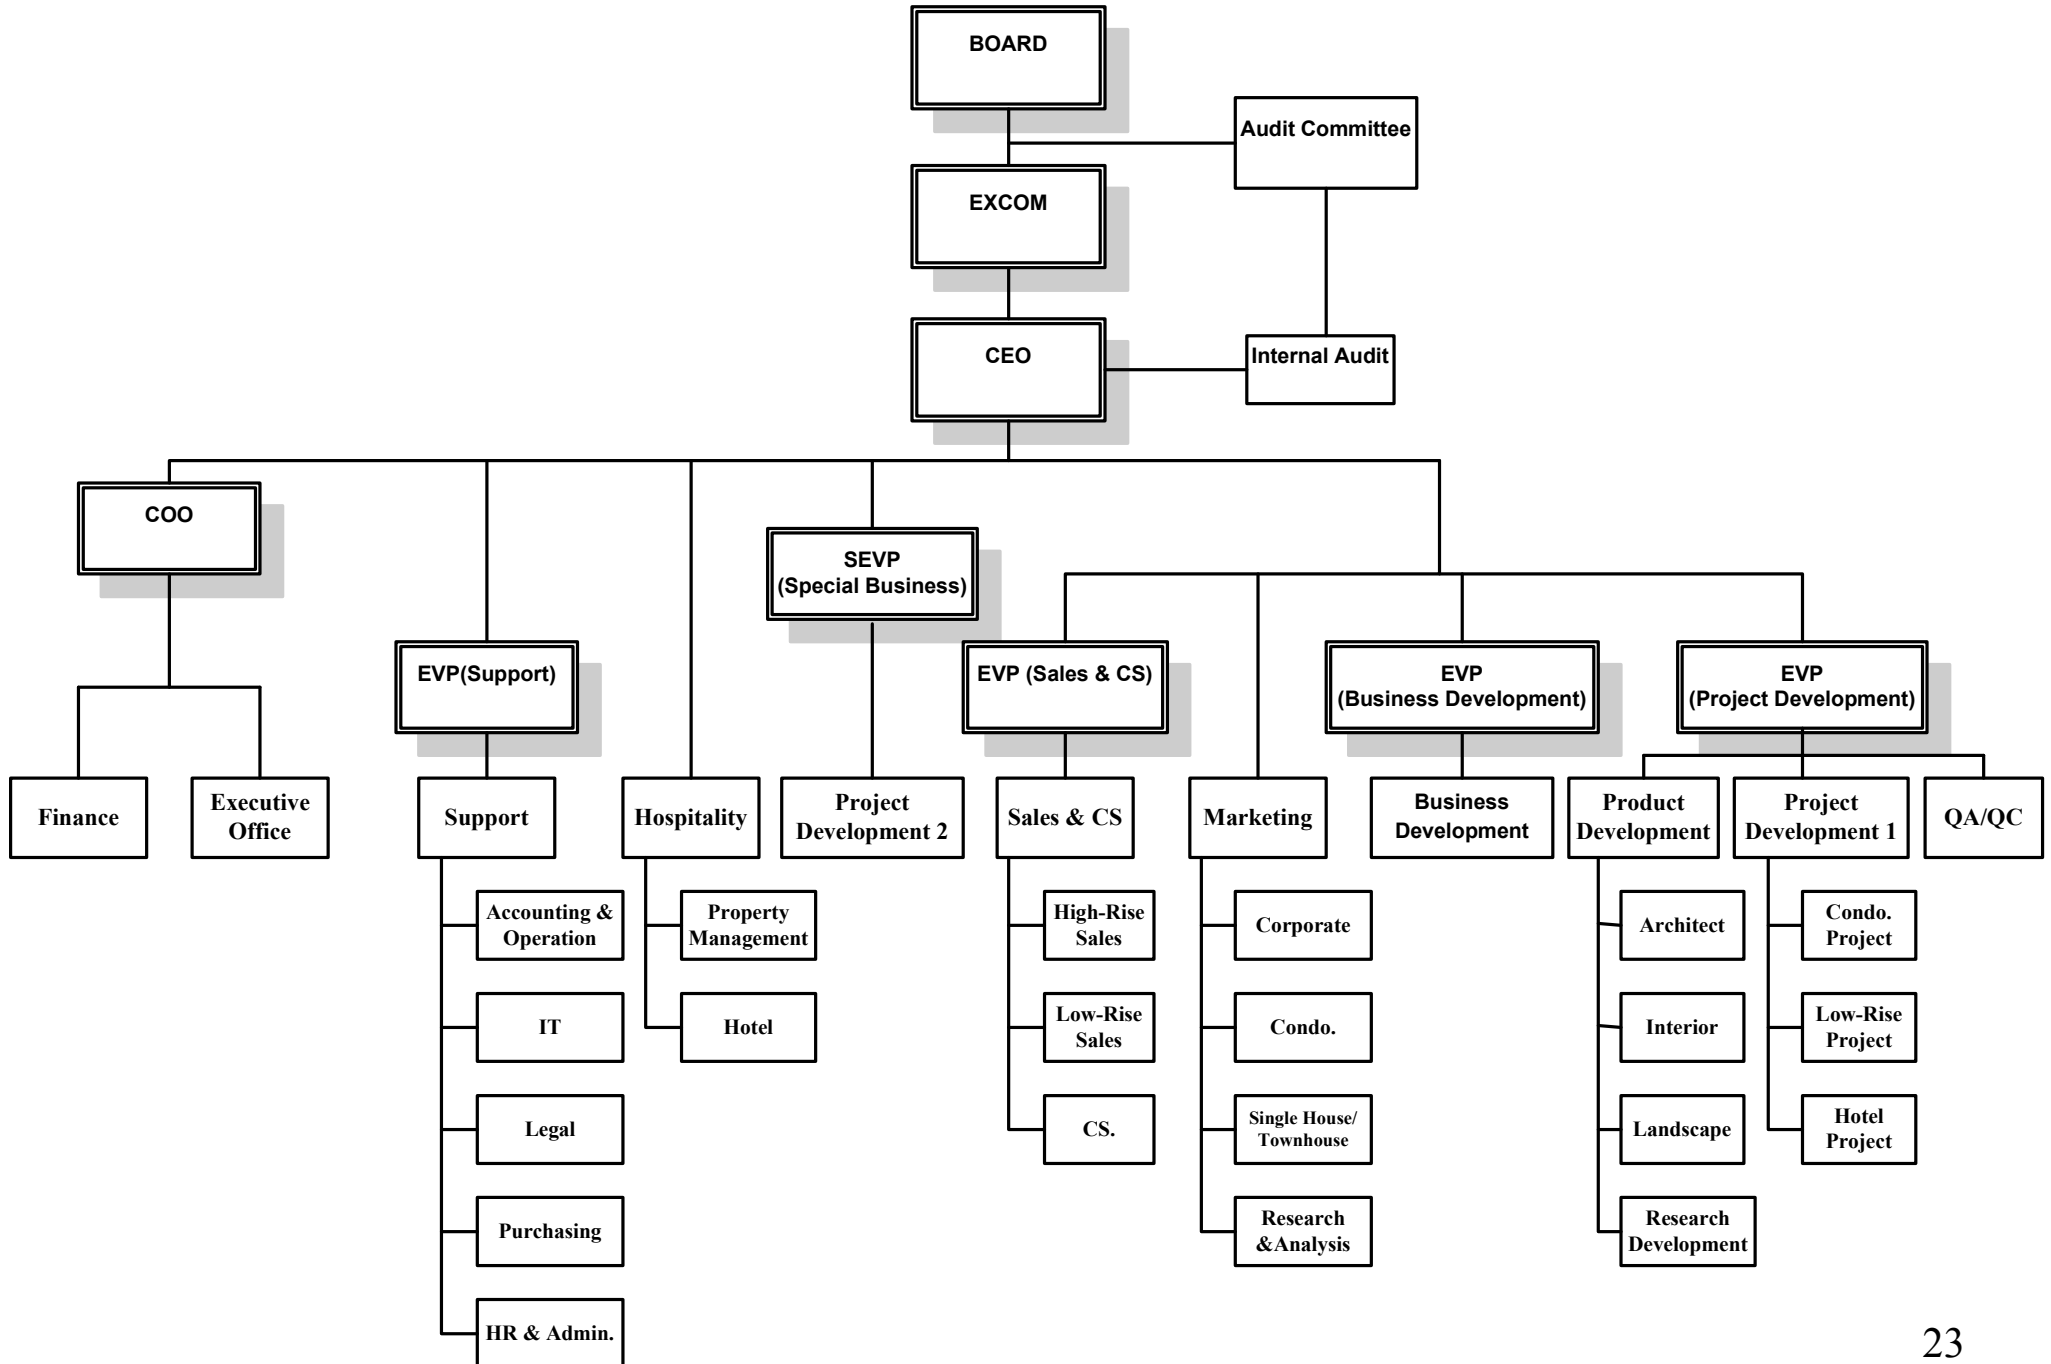 BOARD
Audit Committee
EXCOM
CEO
Internal Audit
COO
SEVP
(Special Business)
EVP(Support)
EVP (Sales & CS)
EVP
(Business Development)
EVP
(Project Development)
Finance
Executive
Office
Support
Hospitality
Project
Development 2
Sales & CS
Marketing
Business
Development
Product
Development
Project
Development 1
QA/QC
Accounting &
Operation
Property
Management
High-Rise
Sales
Corporate
Architect
Condo.
Project
IT
Hotel
Low-Rise
Sales
Condo.
Interior
Low-Rise
Project
Legal
CS.
Single House/
Townhouse
Landscape
Hotel
Project
Purchasing
Research
&Analysis
Research
Development
HR & Admin.
23